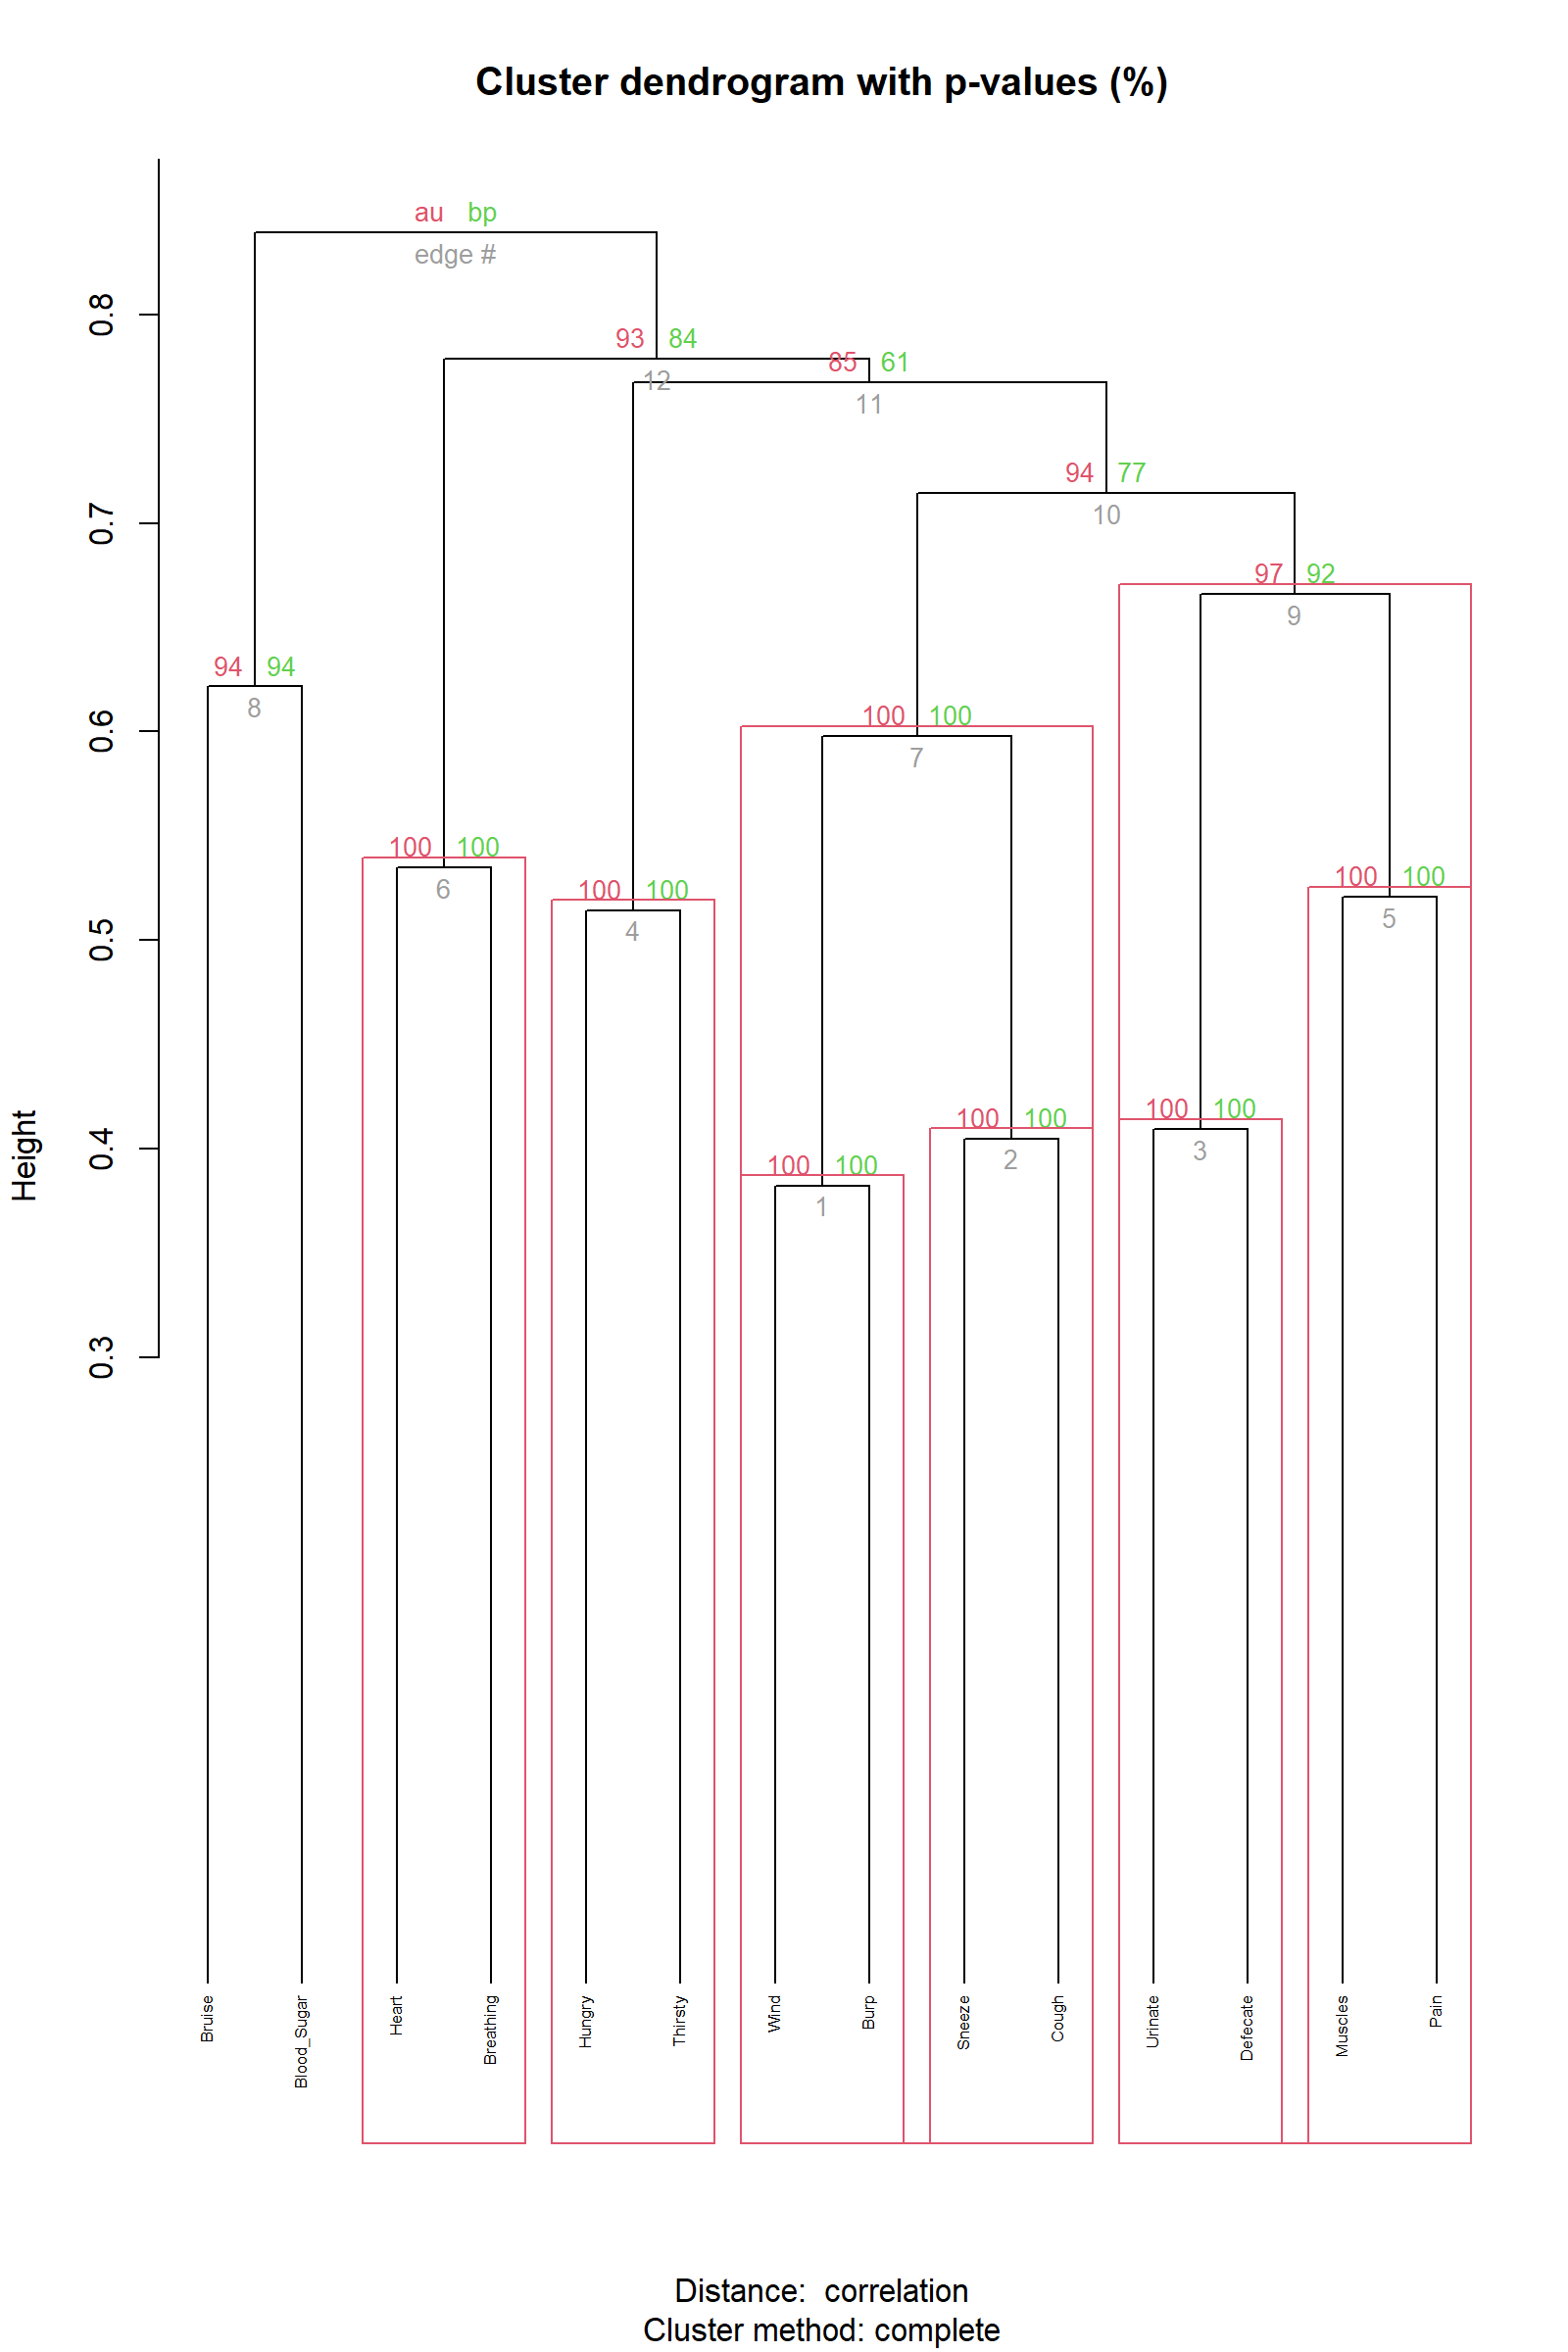 Cluster dendrogram with p-values (%)
au bp
edge #
93 84
12
85 61
11
94 77
10
97 92
9
94 94
8
100 100
7
100 100
6
100 100
5
100 100
4
100 100
3
100 100
2
100 100
1
Height
0.8
0.7
0.6
0.5
0.4
0.3
Bruise
Blood_Sugar
Heart
Breathing
Hungry
Thirsty
Wind
Burp
Sneeze
Cough
Urinate
Defecate
Muscles
Pain
Distance: correlation
Cluster method: complete